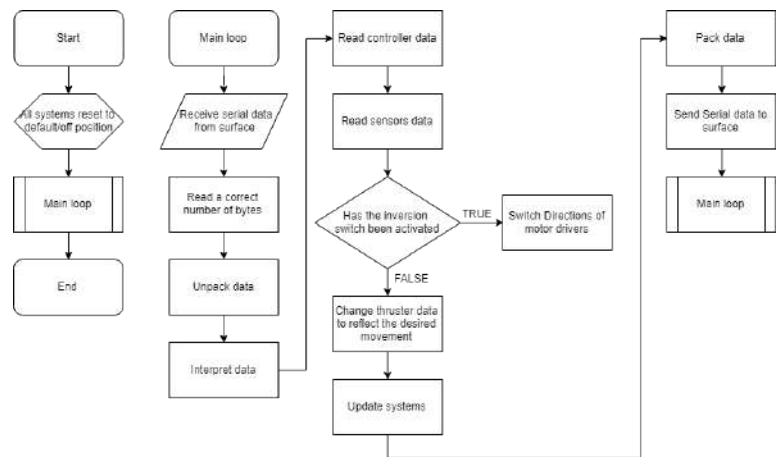 Start
All systems reset to
default/off position
Main loop
End
Main loop
Receive serial data
from surface
Read a correct
number of bytes
Unpack data
Interpret data
Read controller data
Read sensors data
Has the inversion
switch been activated
TRUE
Switch Directions of
motor drivers
FALSE
Change thruster data
to reflect the desired
movement
Update systems
Pack data
Send Serial data to
surface
Main loop